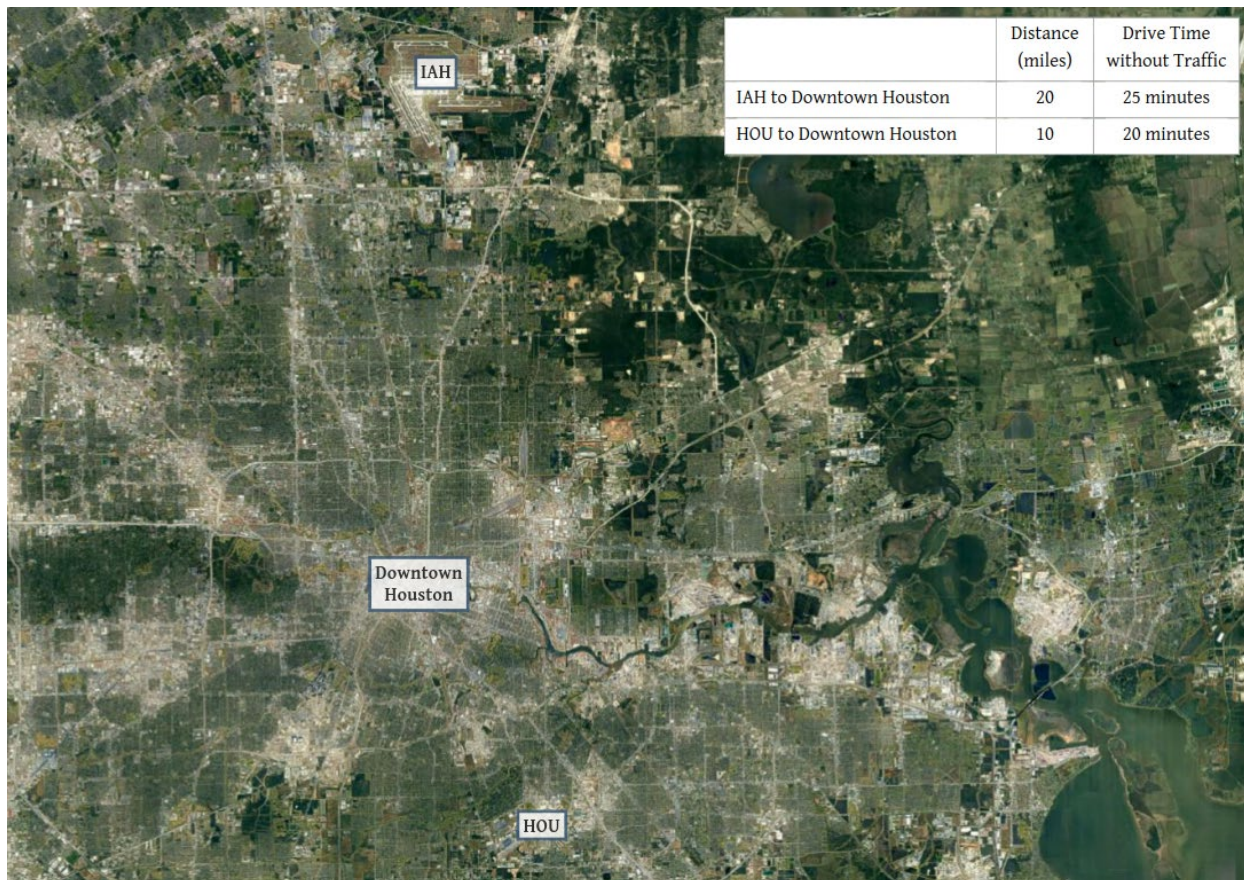 IAH
Distance
(miles)
Drive Time
without Traffic
IAH to Downtown Houston 20 25 minutes
HOU to Downtown Houston 10 20 minutes
Downtown
Houston
HOU